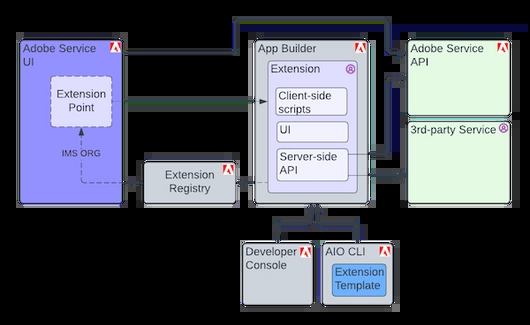 Adobe Service
UI
Extension
Point
IMS ORG
Extension
Registry
App Builder
Extension
Client-side
scripts
UI
Server-side
API
Adobe Service
API
3rd-party Service
Developer
Console
AIO CLI
Extension
Template